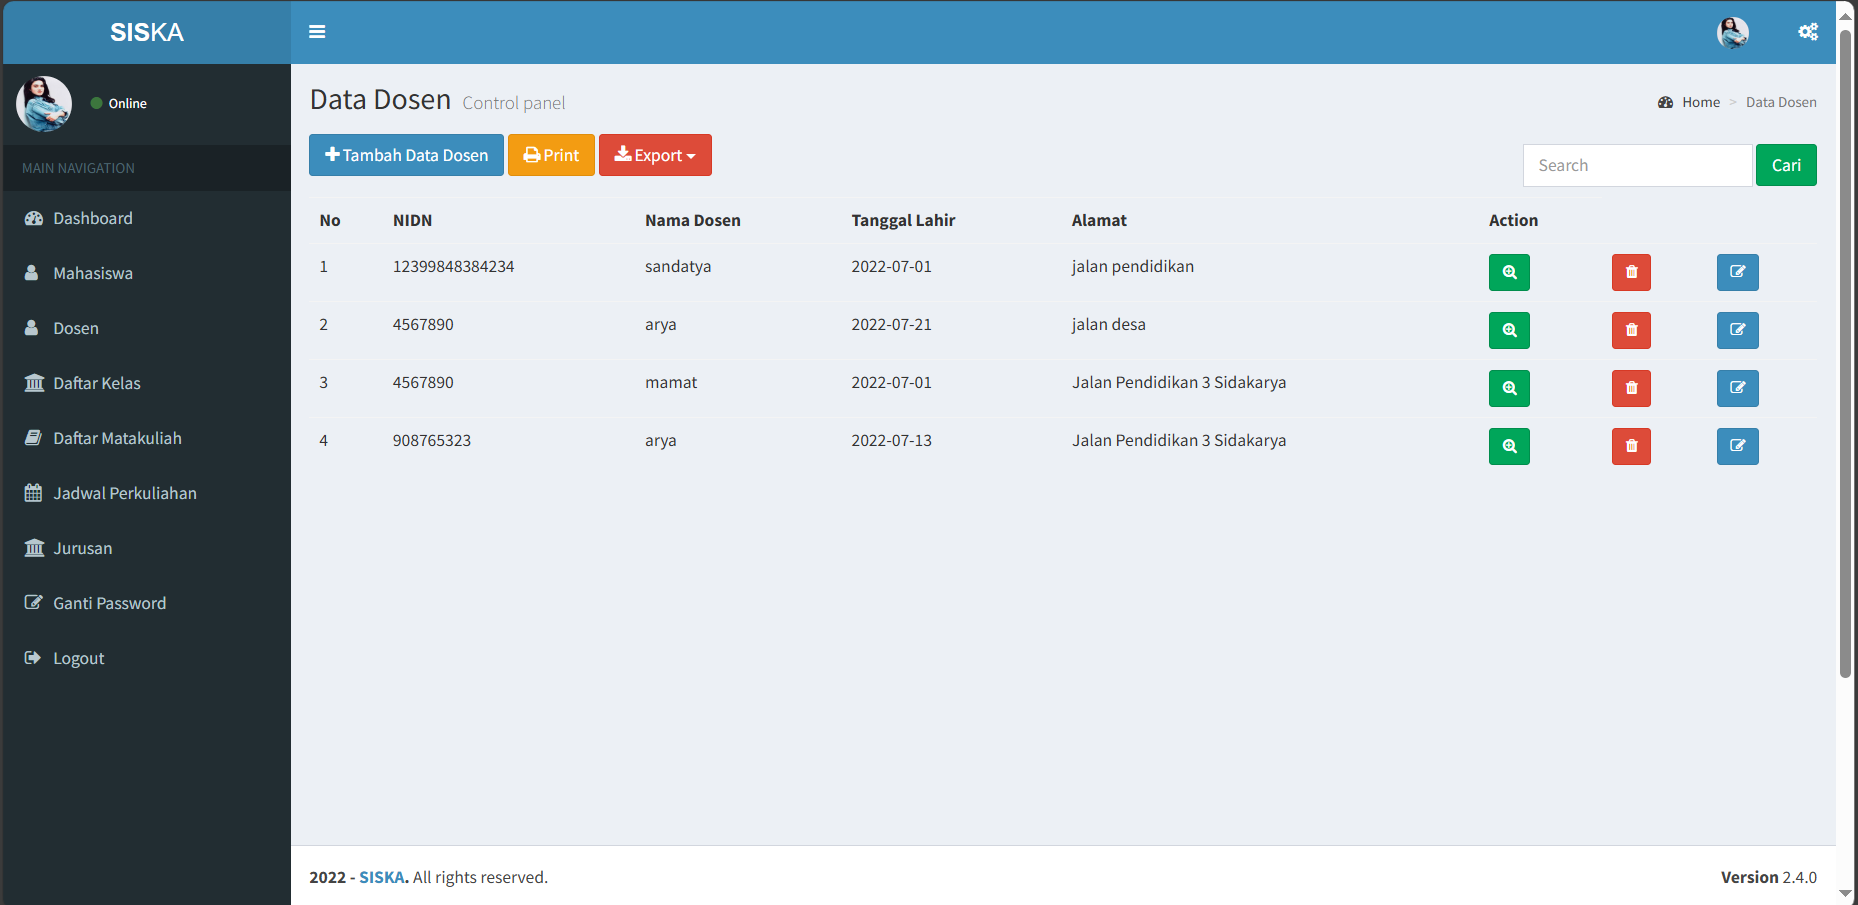 SISKA
Online
MAIN NAVIGATION
Dashboard
Mahasiswa
Dosen
Daftar Kelas
Daftar Matakuliah
Jadwal Perkuliahan
Jurusan
Ganti Password
Logout
Data Dosen Control panel
Home > Data Dosen
Tambah Data Dosen Print Export
Search Cari
No NIDN Nama Dosen Tanggal Lahir Alamat Action
1 12399848384234 sandatya 2022-07-01 jalan pendidikan
2 4567890 arya 2022-07-21 jalan desa
3 4567890 mamat 2022-07-01 Jalan Pendidikan 3 Sidakarya
4 908765323 arya 2022-07-13 Jalan Pendidikan 3 Sidakarya
2022 - SISKA. All rights reserved. Version 2.4.0